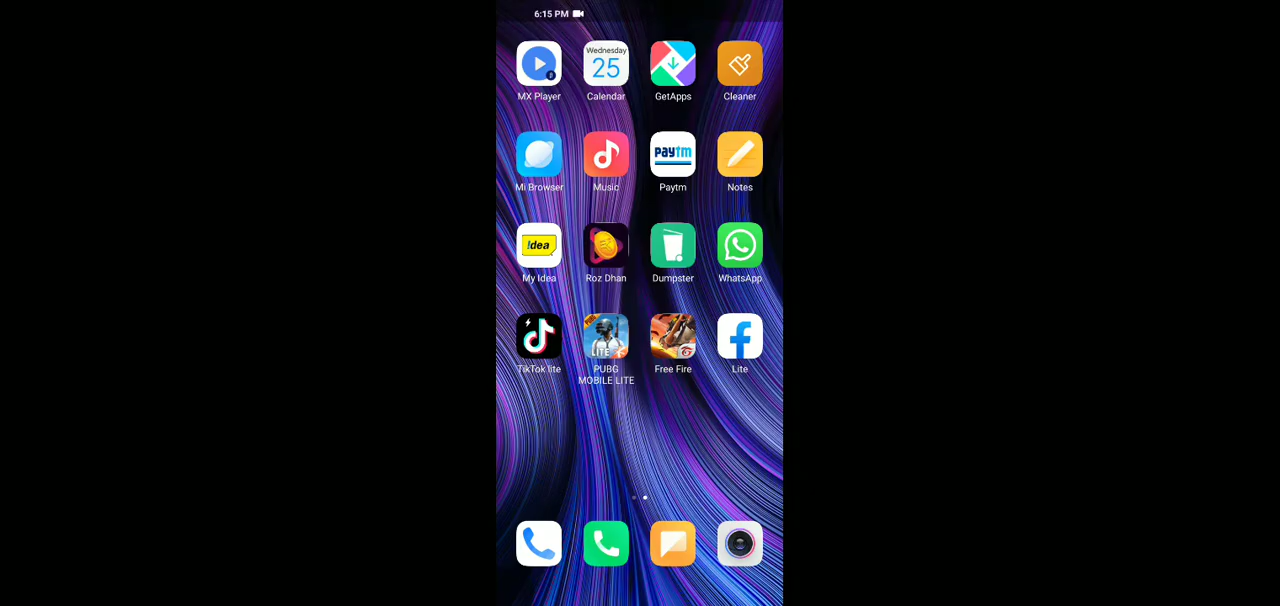 6:15 PM
Wednesday
25
MX Player
Calendar
GetApps
Cleaner
paytm
Mi Browser
Music
Paytm
Notes
!dea
My Idea
Roz Dhan
Dumpster
WhatsApp
LITE
TikTok lite
PUBG
MOBILE LITE
Free Fire
Lite